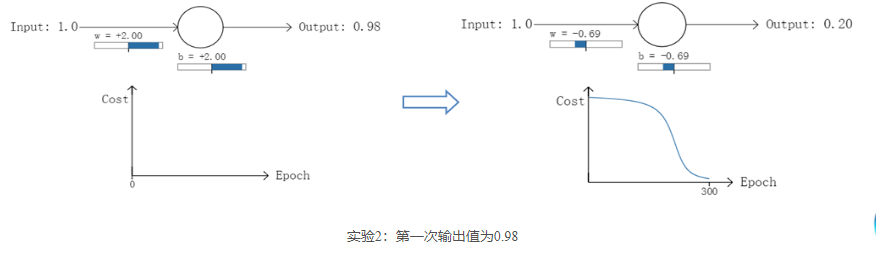 Input: 1.0
Output: 0.98
w = +2.00
b = +2.00
Cost
0
Epoch
Input: 1.0
Output: 0.20
w = -0.69
b = -0.69
Cost
300
Epoch
实验2：第一次输出值为0.98